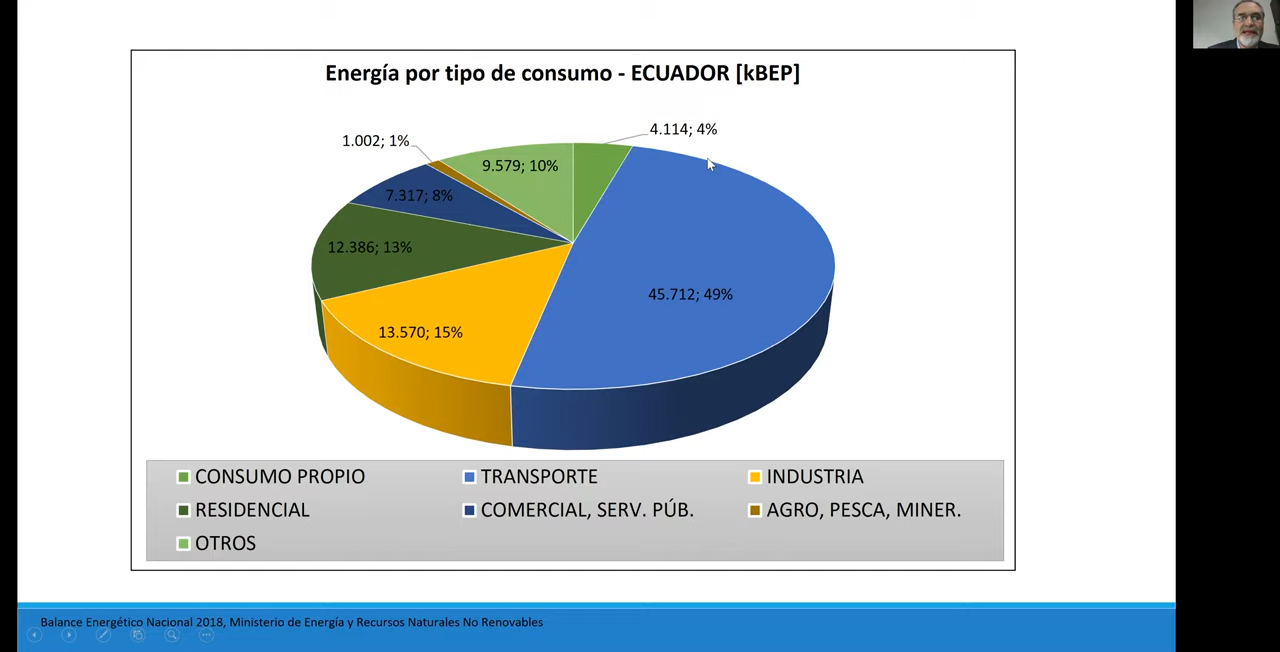 Energía por tipo de consumo - ECUADOR [kBEP]
4.114; 4%
1.002; 1%
9.579; 10%
7.317; 8%
12.386; 13%
45.712; 49%
13.570; 15%
CONSUMO PROPIO
TRANSPORTE
INDUSTRIA
RESIDENCIAL
COMERCIAL, SERV. PÚB.
AGRO, PESCA, MINER.
OTROS
Balance Energético Nacional 2018, Ministerio de Energía y Recursos Naturales No Renovables